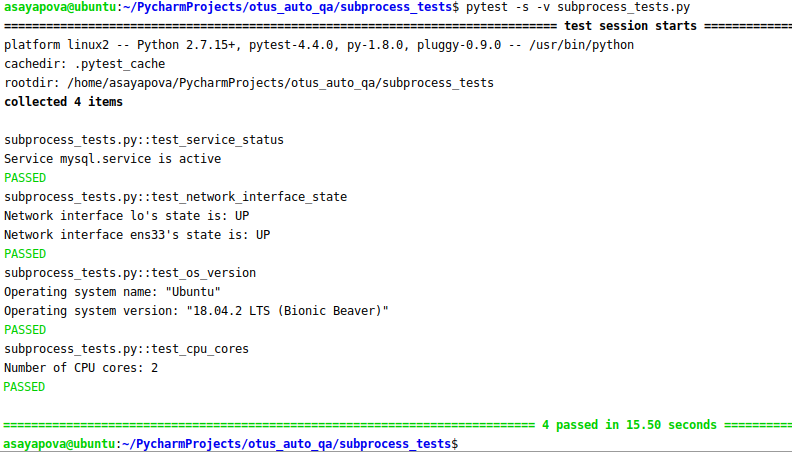 asayapova@ubuntu:~/PycharmProjects/otus_auto_qa/subprocess_tests$ pytest -s -v subprocess_tests.py
=============================================================================== test session starts =============
platform linux2 -- Python 2.7.15+, pytest-4.4.0, py-1.8.0, pluggy-0.9.0 -- /usr/bin/python
cachedir: .pytest_cache
rootdir: /home/asayapova/PycharmProjects/otus_auto_qa/subprocess_tests
collected 4 items

subprocess_tests.py::test_service_status
Service mysql.service is active
PASSED
subprocess_tests.py::test_network_interface_state
Network interface lo's state is: UP
Network interface ens33's state is: UP
PASSED
subprocess_tests.py::test_os_version
Operating system name: "Ubuntu"
Operating system version: "18.04.2 LTS (Bionic Beaver)"
PASSED
subprocess_tests.py::test_cpu_cores
Number of CPU cores: 2
PASSED

============================================================================ 4 passed in 15.50 seconds ==========
asayapova@ubuntu:~/PycharmProjects/otus_auto_qa/subprocess_tests$